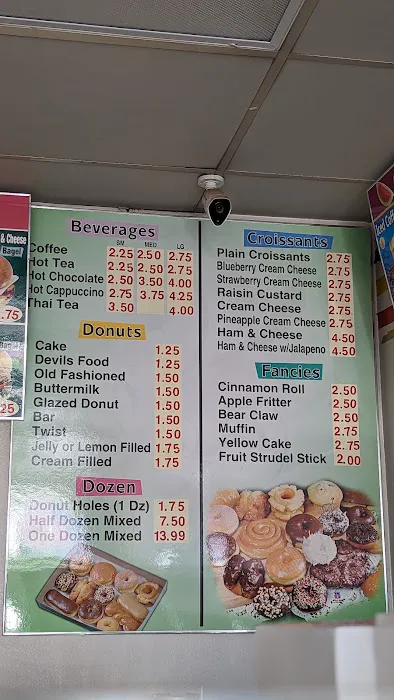 & Cheese
Bagel
.75
.25
Beverages
SM MED LG
Coffee 2.25 2.50 2.75
Hot Tea 2.25 2.50 2.75
Hot Chocolate 2.50 3.50 4.00
Hot Cappuccino 2.75 3.75 4.25
Thai Tea 3.50 4.00
Donuts
Cake 1.25
Devils Food 1.25
Old Fashioned 1.50
Buttermilk 1.50
Glazed Donut 1.50
Bar 1.50
Twist 1.50
Jelly or Lemon Filled 1.75
Cream Filled 1.75
Dozen
Donut Holes (1 Dz) 1.75
Half Dozen Mixed 7.50
One Dozen Mixed 13.99
Croissants
Plain Croissants 2.75
Blueberry Cream Cheese 2.75
Strawberry Cream Cheese 2.75
Raisin Custard 2.75
Cream Cheese 2.75
Pineapple Cream Cheese 2.75
Ham & Cheese 4.50
Ham & Cheese w/Jalapeno 4.50
Fancies
Cinnamon Roll 2.50
Apple Fritter 2.50
Bear Claw 2.50
Muffin 2.75
Yellow Cake 2.75
Fruit Strudel Stick 2.00